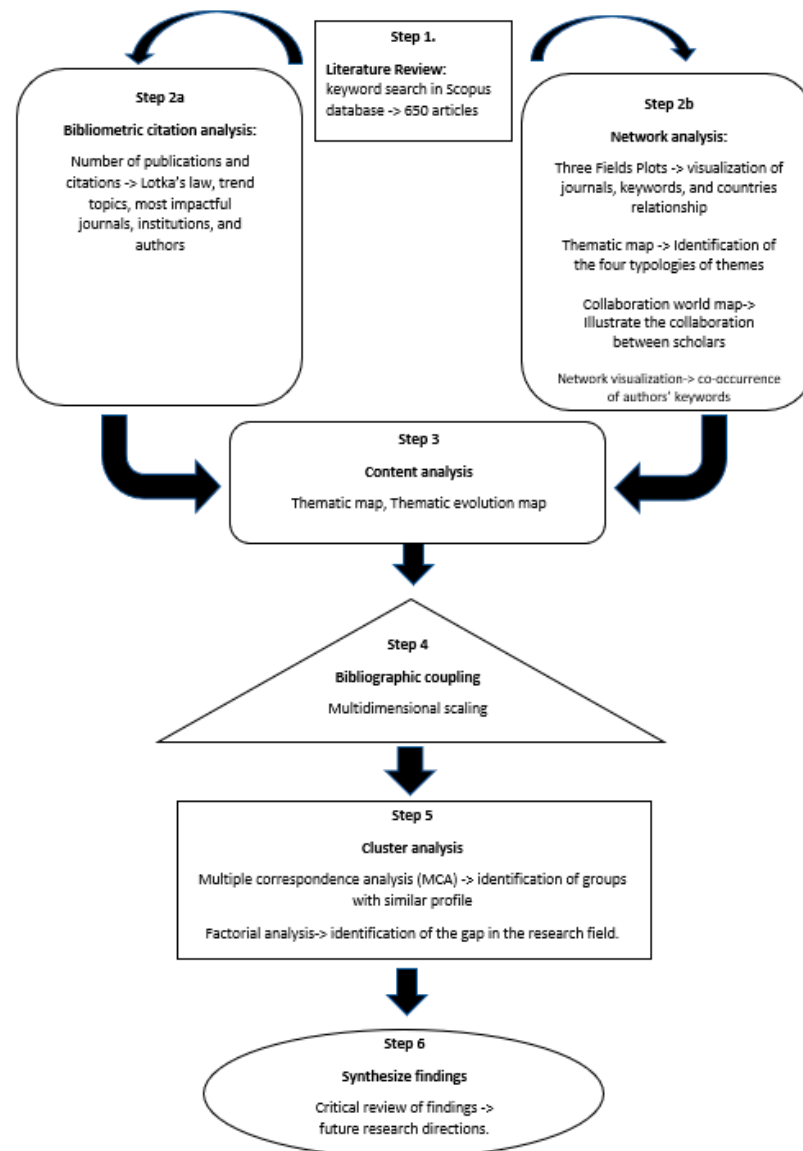 Step 1.
Literature Review:
keyword search in Scopus
database -> 650 articles
Step 2a
Bibliometric citation analysis:
Number of publications and
citations -> Lotka's law, trend
topics, most impactful
journals, institutions, and
authors
Step 2b
Network analysis:
Three Fields Plots -> visualization of
journals, keywords, and countries
relationship
Thematic map -> Identification of
the four typologies of themes
Collaboration world map->
Illustrate the collaboration
between scholars
Network visualization-> co-occurrence
of authors' keywords
Step 3
Content analysis
Thematic map, Thematic evolution map
Step 4
Bibliographic coupling
Multidimensional scaling
Step 5
Cluster analysis
Multiple correspondence analysis (MCA) -> identification of groups
with similar profile
Factorial analysis-> identification of the gap in the research field.
Step 6
Synthesize findings
Critical review of findings ->
future research directions.